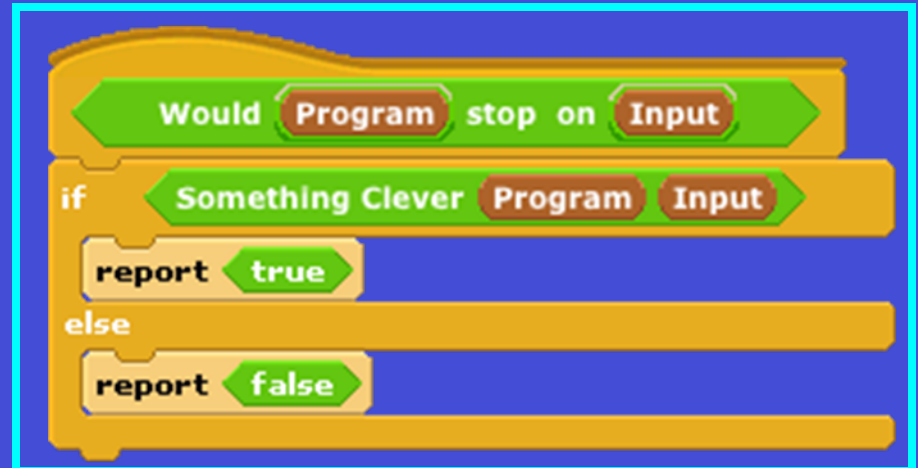 Would Program stop on Input
if Something Clever Program Input
report true
else
report false